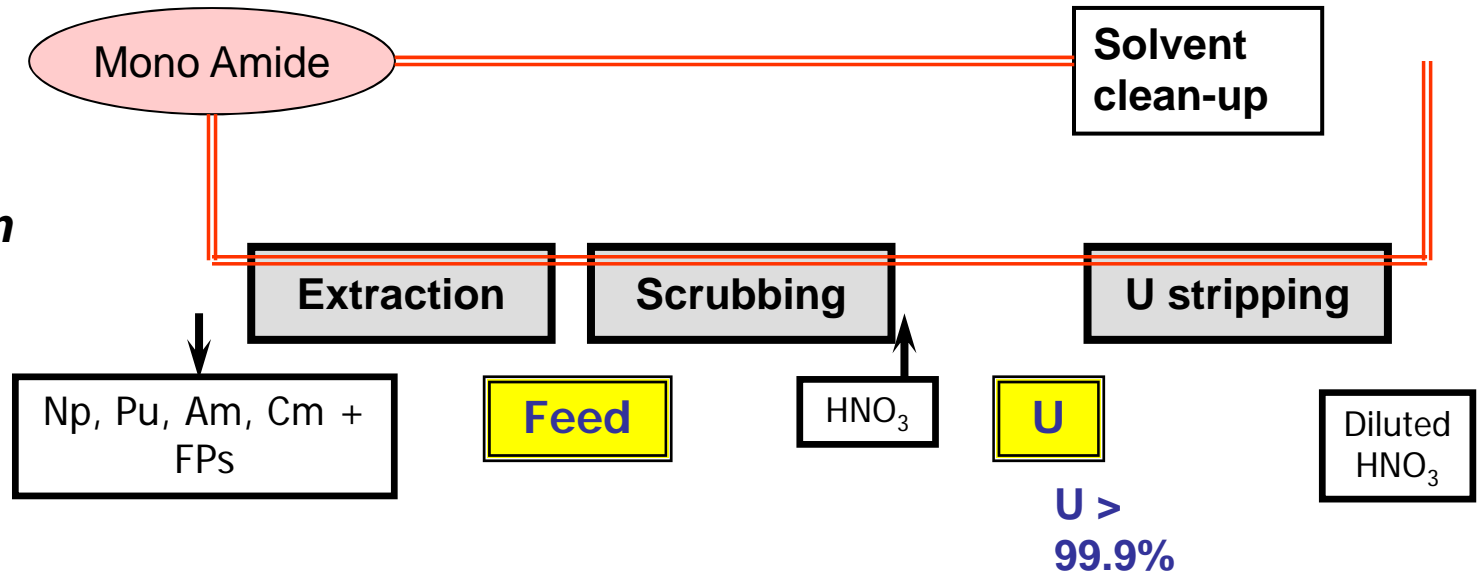 Mono Amide
Solvent
clean-up
n
Extraction
Scrubbing
U stripping
Np, Pu, Am, Cm +
FPs
Feed
HNO₃
U
Diluted
HNO₃
U >
99.9%